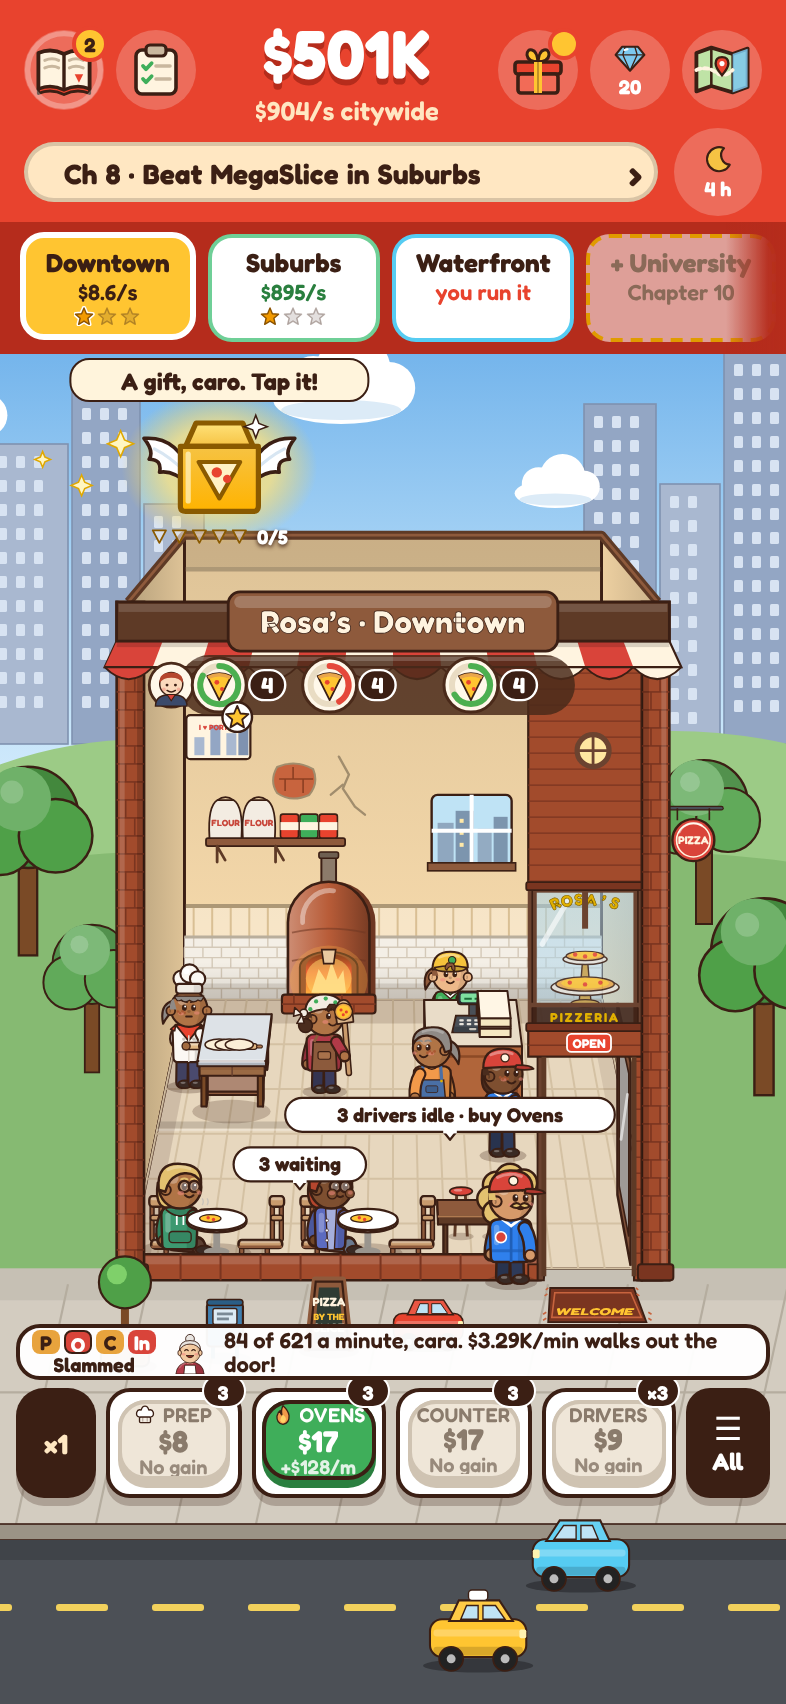 2
$501K
$904/s citywide
20
Ch 8 · Beat MegaSlice in Suburbs
4 h
Downtown
$8.6/s
Suburbs
$895/s
Waterfront
you run it
+ University
Chapter 10
A gift, caro. Tap it!
0/5
Rosa's · Downtown
4
4
4
FLOUR
FLOUR
PIZZA
ROSA'S
PIZZERIA
OPEN
3 drivers idle · buy Ovens
3 waiting
PIZZA
BY THE
WELCOME
P O C In
Slammed
84 of 621 a minute, cara. $3.29K/min walks out the
door!
x1
3
PREP
$8
No gain
3
OVENS
$17
+$128/m
3
COUNTER
$17
No gain
x3
DRIVERS
$9
No gain
All